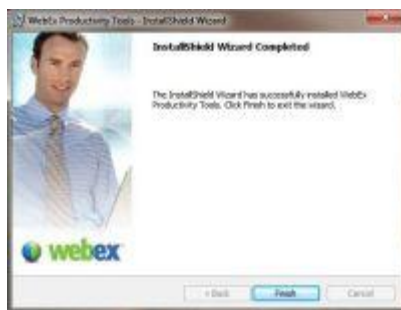 WebEx Productivity Tools - InstallShield Wizard
InstallShield Wizard Completed
The InstallShield Wizard has successfully installed WebEx
Productivity Tools. Click Finish to exit the wizard.
webex
< Back
Finish
Cancel